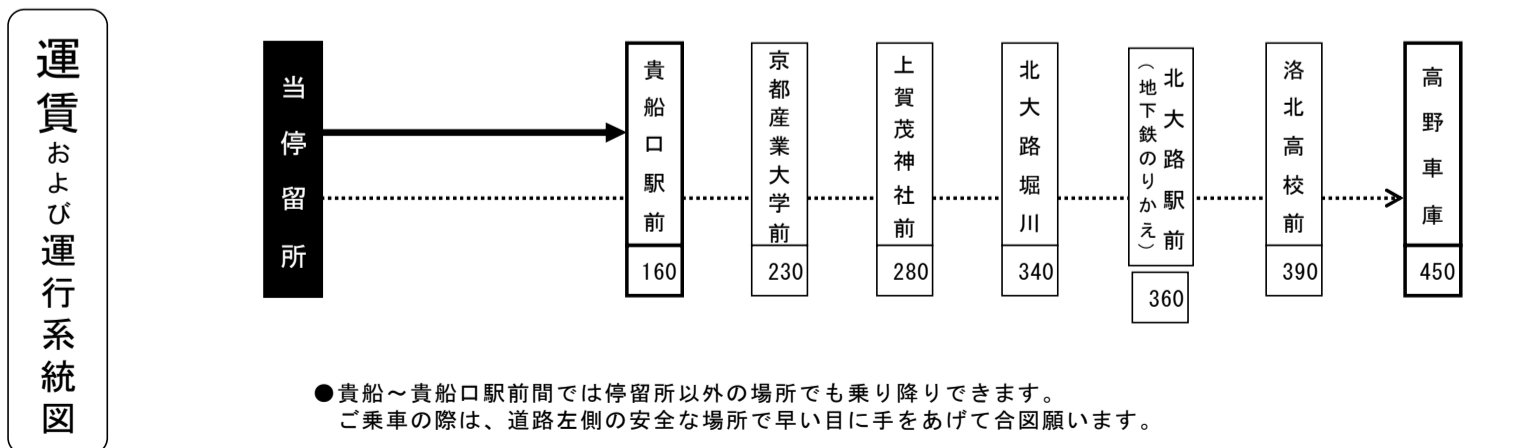 運賃および運行系統図
当停留所
貴船口駅前
160
京都産業大学前
230
上賀茂神社前
280
北大路堀川
340
北大路駅前
（地下鉄のりかえ）
360
洛北高校前
390
高野車庫
450
●貴船～貴船口駅前間では停留所以外の場所でも乗り降りできます。
ご乗車の際は、道路左側の安全な場所で早い目に手をあげて合図願います。